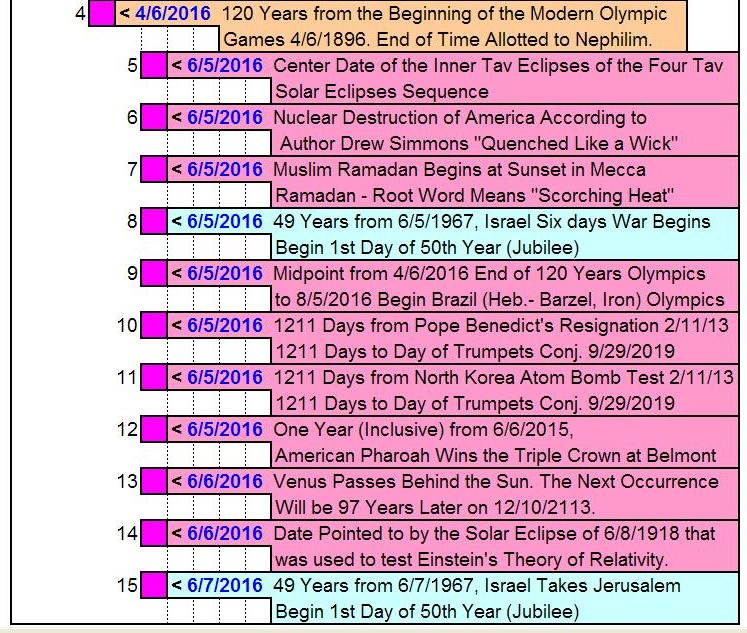 4 < 4/6/2016 120 Years from the Beginning of the Modern Olympic
Games 4/6/1896. End of Time Allotted to Nephilim.
5 < 6/5/2016 Center Date of the Inner Tav Eclipses of the Four Tav
Solar Eclipses Sequence
6 < 6/5/2016 Nuclear Destruction of America According to
Author Drew Simmons "Quenched Like a Wick"
7 < 6/5/2016 Muslim Ramadan Begins at Sunset in Mecca
Ramadan - Root Word Means "Scorching Heat"
8 < 6/5/2016 49 Years from 6/5/1967, Israel Six days War Begins
Begin 1st Day of 50th Year (Jubilee)
9 < 6/5/2016 Midpoint from 4/6/2016 End of 120 Years Olympics
to 8/5/2016 Begin Brazil (Heb.- Barzel, Iron) Olympics
10 < 6/5/2016 1211 Days from Pope Benedict's Resignation 2/11/13
1211 Days to Day of Trumpets Conj. 9/29/2019
11 < 6/5/2016 1211 Days from North Korea Atom Bomb Test 2/11/13
1211 Days to Day of Trumpets Conj. 9/29/2019
12 < 6/5/2016 One Year (Inclusive) from 6/6/2015,
American Pharoah Wins the Triple Crown at Belmont
13 < 6/6/2016 Venus Passes Behind the Sun. The Next Occurrence
Will be 97 Years Later on 12/10/2113.
14 < 6/6/2016 Date Pointed to by the Solar Eclipse of 6/8/1918 that
was used to test Einstein's Theory of Relativity.
15 < 6/7/2016 49 Years from 6/7/1967, Israel Takes Jerusalem
Begin 1st Day of 50th Year (Jubilee)